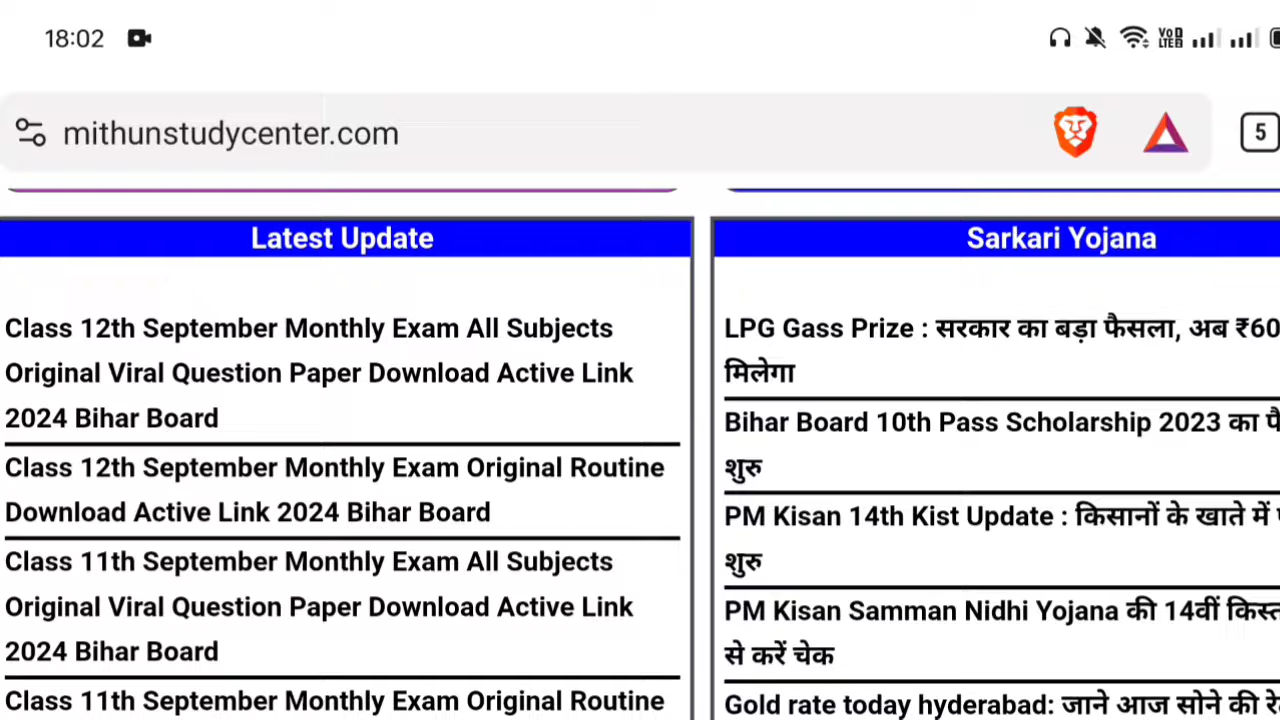 18:02
VoD LTED
mithunstudycenter.com
5
Latest Update
Class 12th September Monthly Exam All Subjects
Original Viral Question Paper Download Active Link
2024 Bihar Board
Class 12th September Monthly Exam Original Routine
Download Active Link 2024 Bihar Board
Class 11th September Monthly Exam All Subjects
Original Viral Question Paper Download Active Link
2024 Bihar Board
Class 11th September Monthly Exam Original Routine
Sarkari Yojana
LPG Gass Prize : सरकार का बड़ा फैसला, अब ₹60
मिलेगा
Bihar Board 10th Pass Scholarship 2023 का
शुरु
PM Kisan 14th Kist Update : किसानों के खाते में
शुरु
PM Kisan Samman Nidhi Yojana की 14वीं किस्त
से करें चेक
Gold rate today hyderabad: जाने आज सोने की